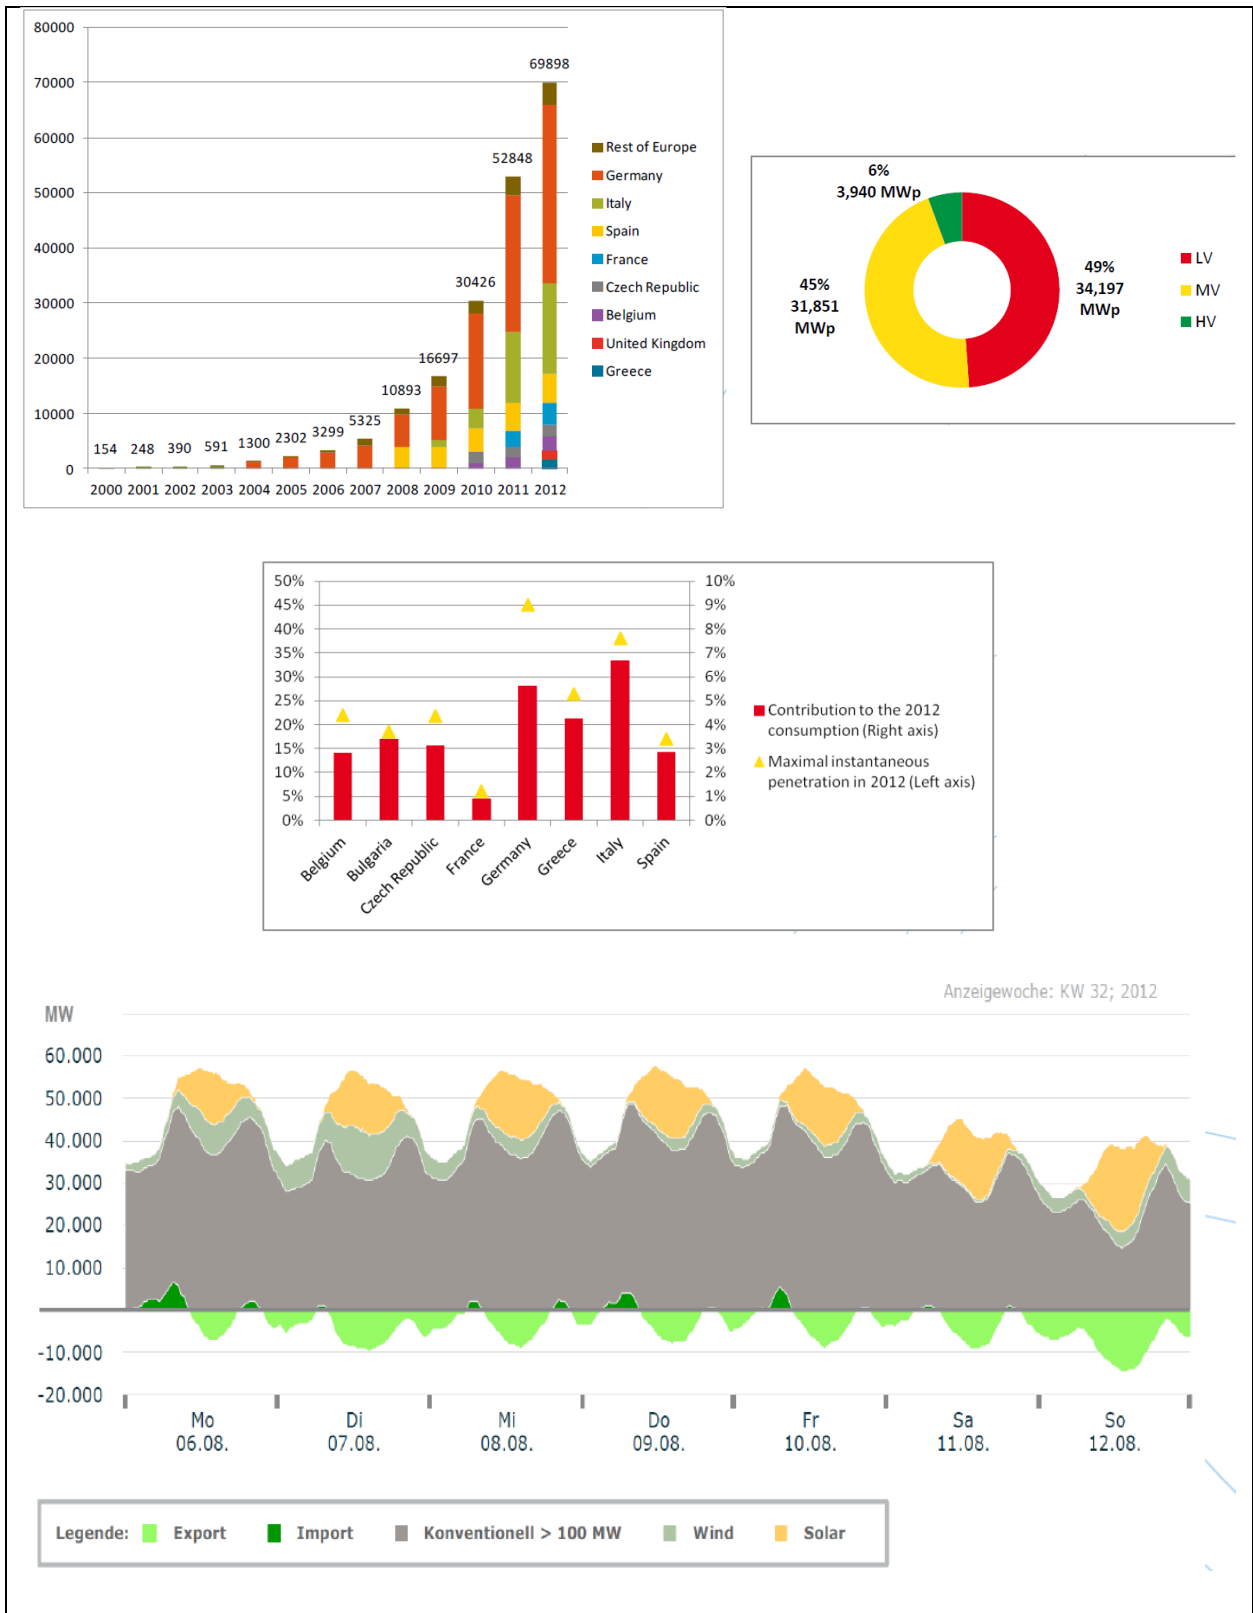 80000
70000
60000
50000
40000
30000
20000
10000
0
69898
52848
30426
16697
10893
5325
3299
2302
1300
591
390
248
154
2000 2001 2002 2003 2004 2005 2006 2007 2008 2009 2010 2011 2012
Rest of Europe
Germany
Italy
Spain
France
Czech Republic
Belgium
United Kingdom
Greece
6%
3,940 MWp
45%
31,851
MWp
49%
34,197
MWp
LV
MV
HV
50%
45%
40%
35%
30%
25%
20%
15%
10%
5%
0%
10%
9%
8%
7%
6%
5%
4%
3%
2%
1%
0%
Belgium
Bulgaria
Czech Republic
France
Germany
Greece
Italy
Spain
Contribution to the 2012
consumption (Right axis)
Maximal instantaneous
penetration in 2012 (Left axis)
Anzeigewoche: KW 32; 2012
MW
60.000
50.000
40.000
30.000
20.000
10.000
-10.000
-20.000
Mo Di Mi Do Fr Sa So
06.08. 07.08. 08.08. 09.08. 10.08. 11.08. 12.08.
Legende: Export Import Konventionell > 100 MW Wind Solar